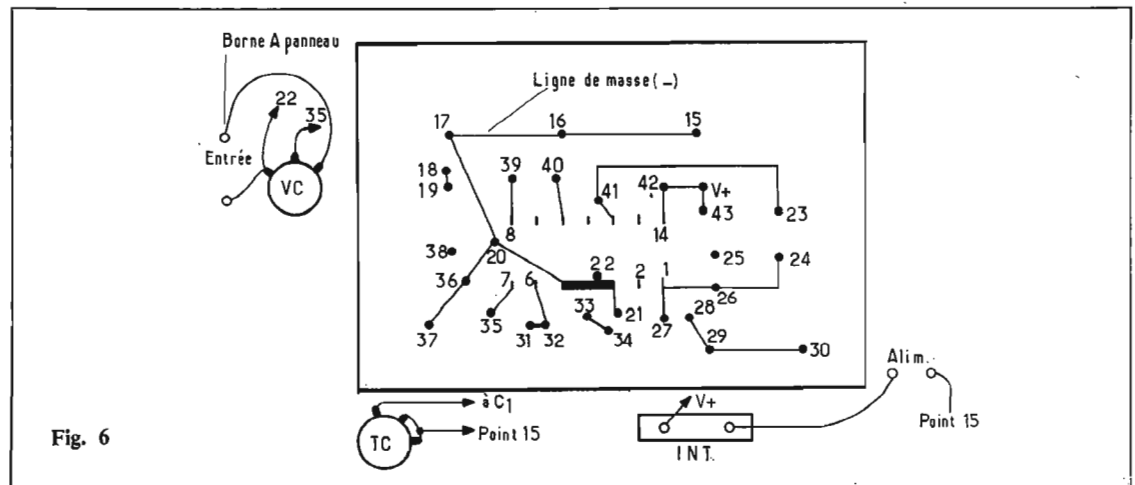 Borne A panneau
22
35
Entrée
VC
Ligne de masse (–)
17
16
15
18
19
39
40
41
42
V+
43
23
8
14
38
20
22
25
24
36
7
6
2
1
26
37
35
31
32
33
34
21
27
28
29
30
Alim.
à C1
Point 15
TC
V+
INT.
Point 15
Fig. 6